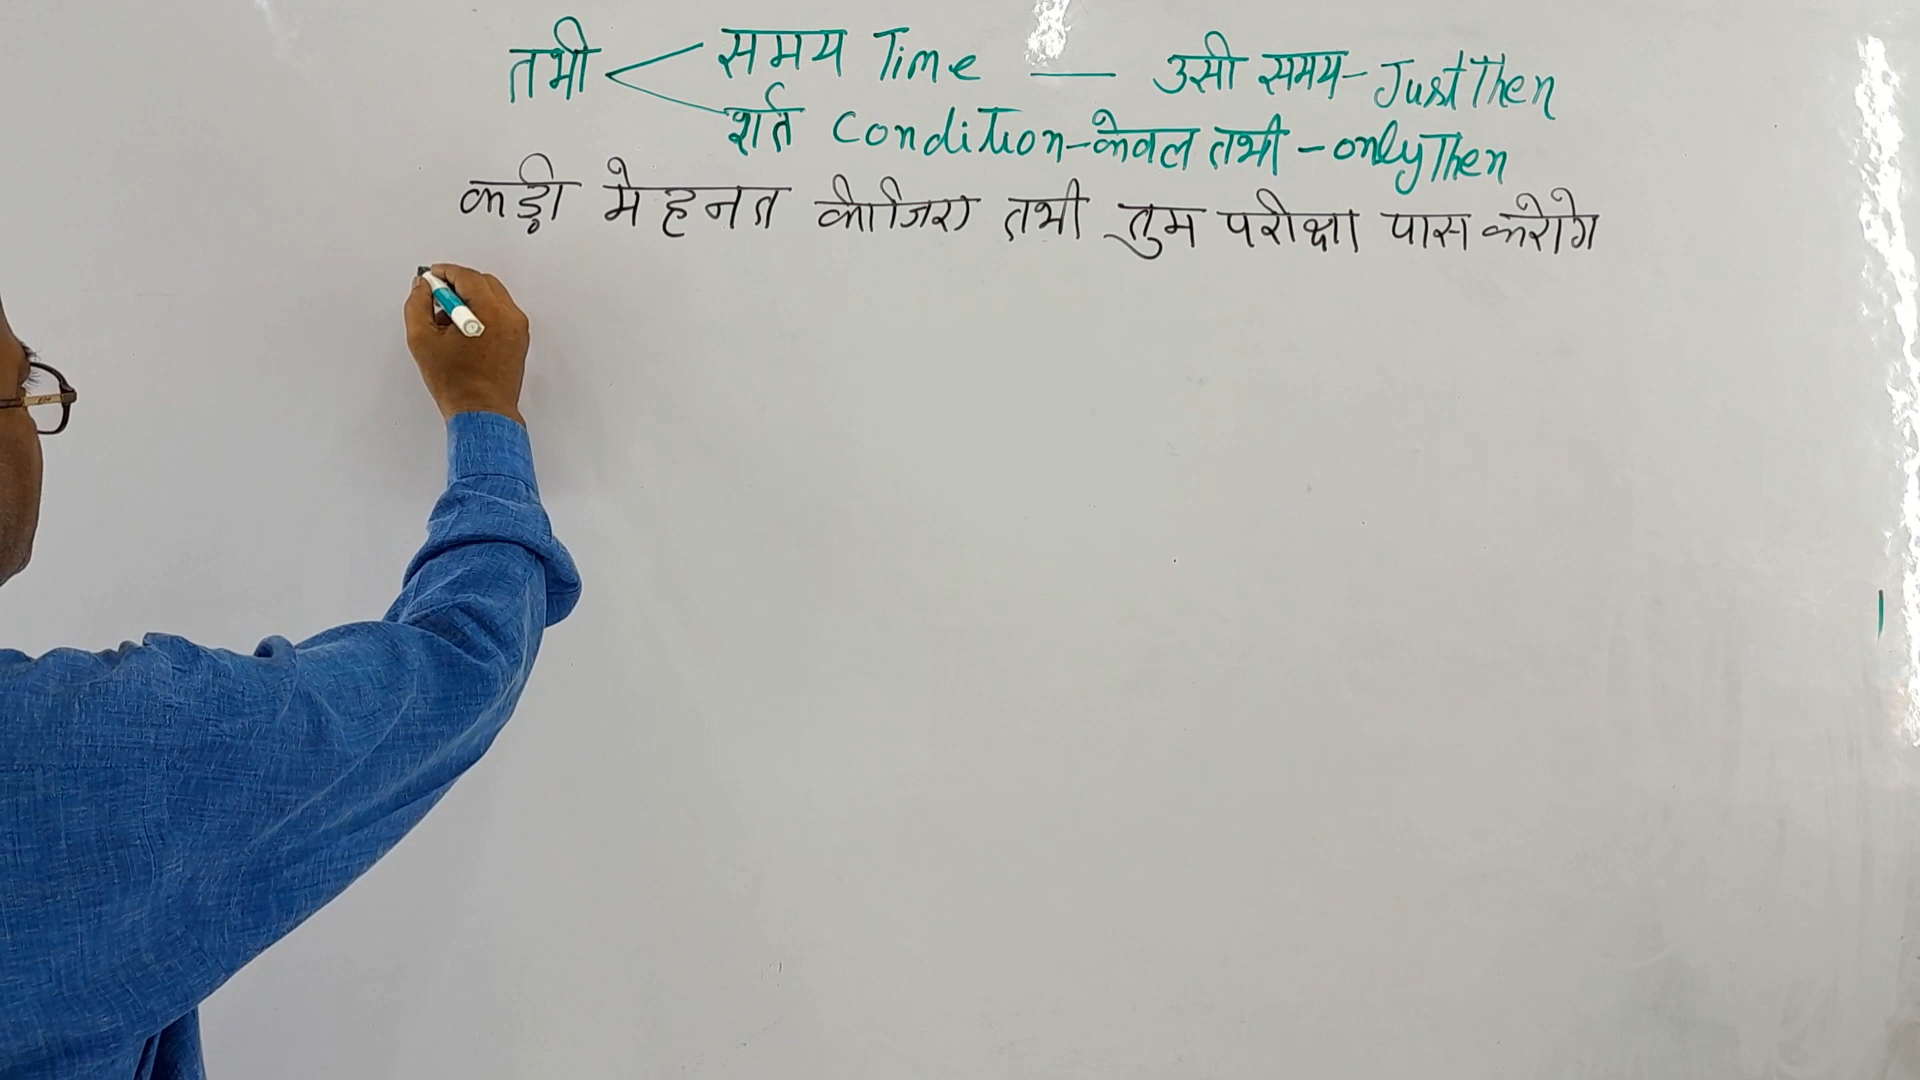 तभी < समय Time — उसी समय - Just Then
शर्त Condition - केवल तभी - only Then
कड़ी मेहनत कीजिए तभी तुम परीक्षा पास करोगे